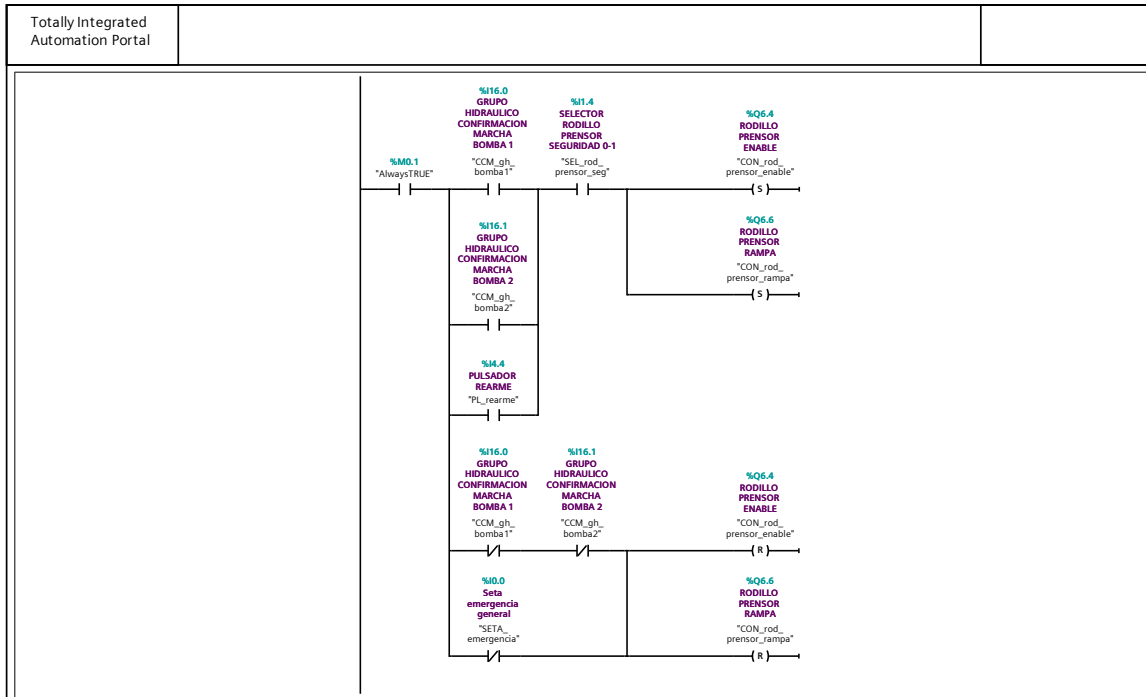 Totally Integrated
Automation Portal
%I16.0
GRUPO
HIDRAULICO
CONFIRMACION
MARCHA
BOMBA 1
"CCM_gh_
bomba1"
%I1.4
SELECTOR
RODILLO
PRENSOR
SEGURIDAD 0-1
"SEL_rod_
prensor_seg"
%Q6.4
RODILLO
PRENSOR
ENABLE
"CON_rod_
prensor_enable"
%M0.1
"AlwaysTRUE"
S
%I16.1
GRUPO
HIDRAULICO
CONFIRMACION
MARCHA
BOMBA 2
"CCM_gh_
bomba2"
%Q6.6
RODILLO
PRENSOR
RAMPA
"CON_rod_
prensor_rampa"
S
%I4.4
PULSADOR
REARME
"PL_rearme"
%I16.0
GRUPO
HIDRAULICO
CONFIRMACION
MARCHA
BOMBA 1
"CCM_gh_
bomba1"
%I16.1
GRUPO
HIDRAULICO
CONFIRMACION
MARCHA
BOMBA 2
"CCM_gh_
bomba2"
%Q6.4
RODILLO
PRENSOR
ENABLE
"CON_rod_
prensor_enable"
R
%I0.0
Seta
emergencia
general
"SETA_
emergencia"
%Q6.6
RODILLO
PRENSOR
RAMPA
"CON_rod_
prensor_rampa"
R